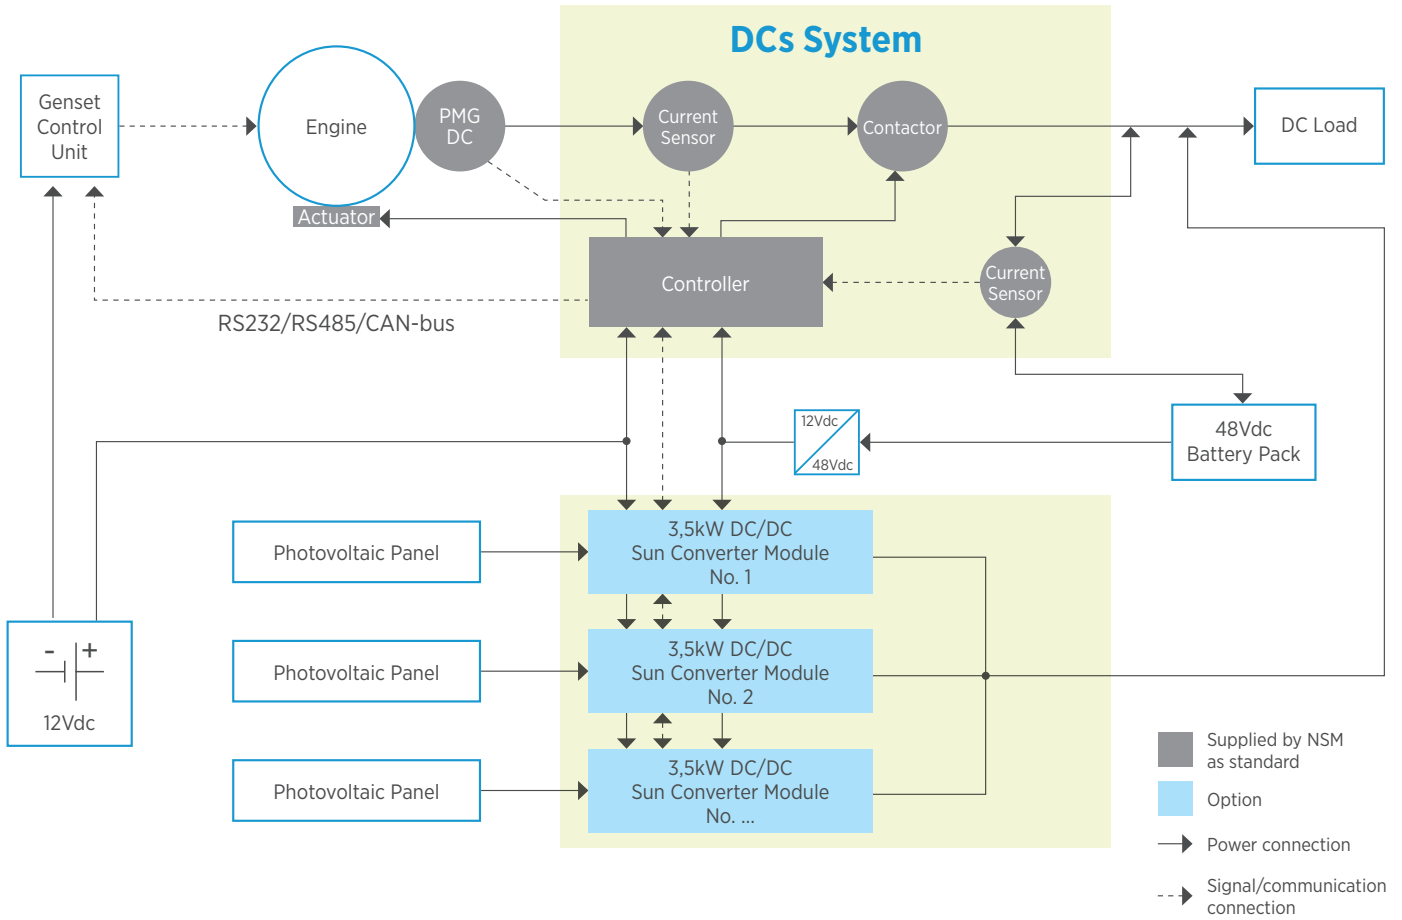 DCs System
Genset
Control
Unit
Engine
PMG
DC
Current
Sensor
Contactor
DC Load
Actuator
Controller
Current
Sensor
RS232/RS485/CAN-bus
12Vdc
48Vdc
48Vdc
Battery Pack
Photovoltaic Panel
3,5kW DC/DC
Sun Converter Module
No. 1
Photovoltaic Panel
3,5kW DC/DC
Sun Converter Module
No. 2
- +
12Vdc
Photovoltaic Panel
3,5kW DC/DC
Sun Converter Module
No. ...
Supplied by NSM
as standard
Option
Power connection
Signal/communication
connection